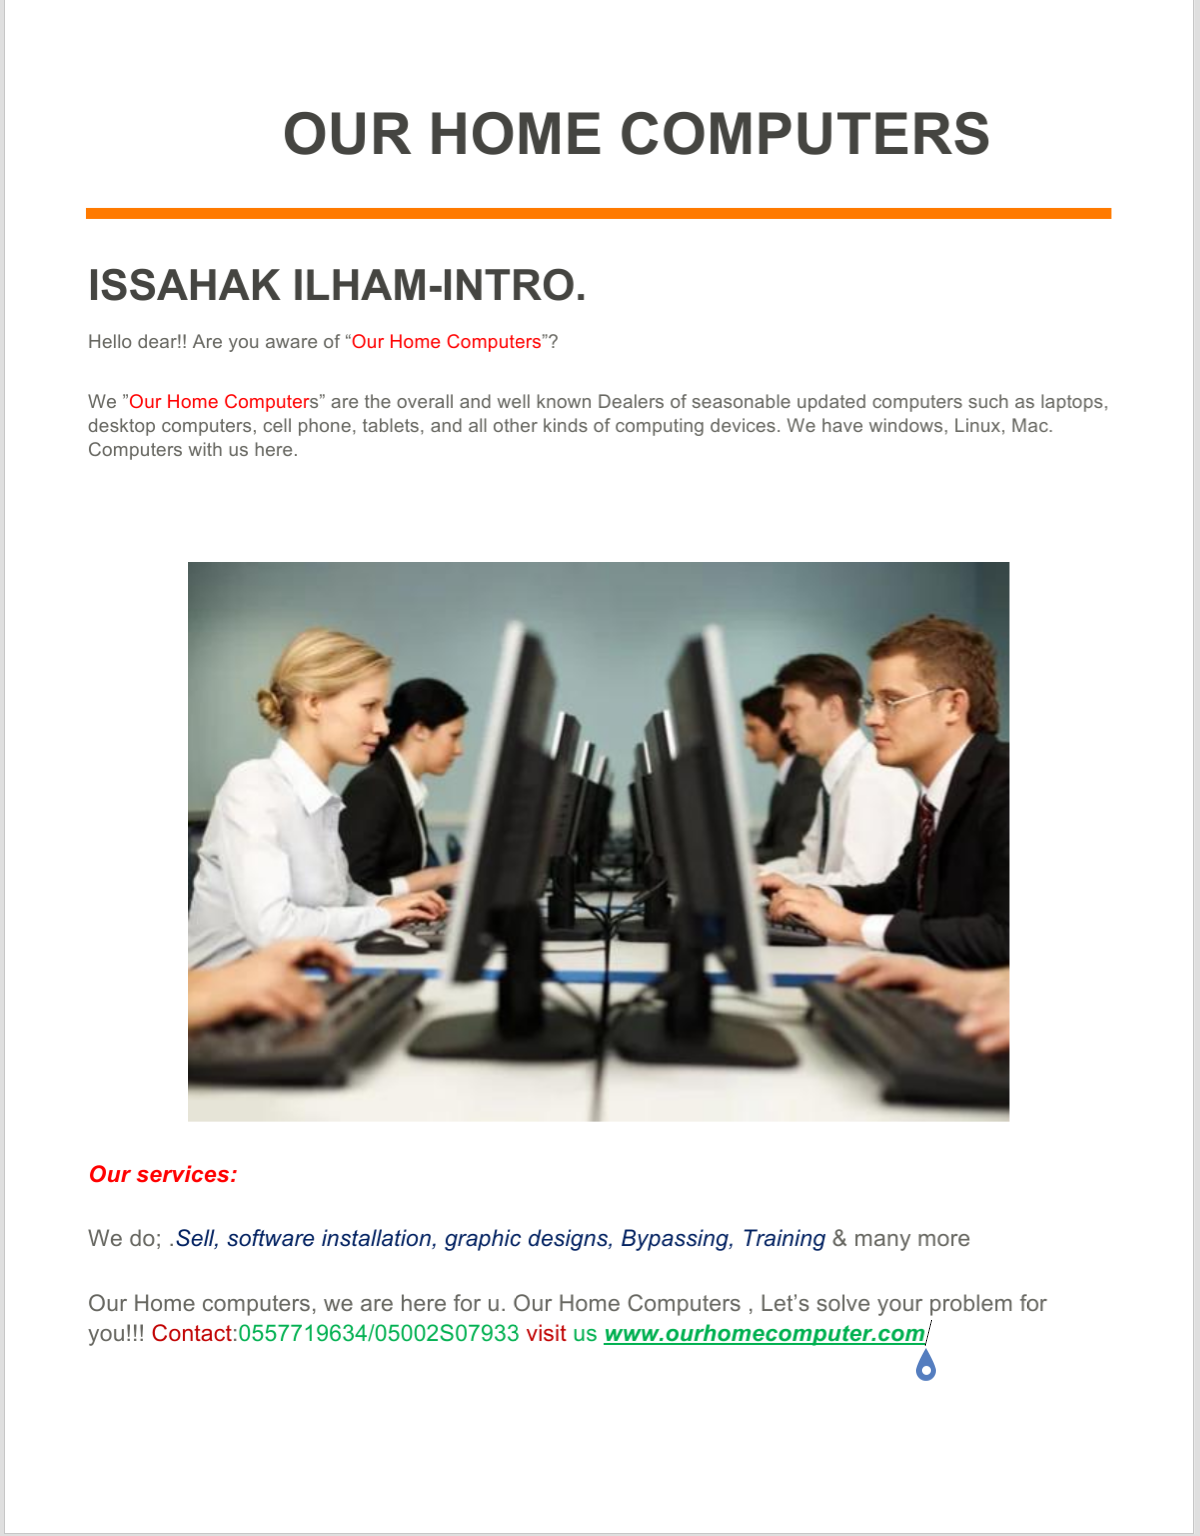 OUR HOME COMPUTERS
ISSAHAK ILHAM-INTRO.
Hello dear!! Are you aware of “Our Home Computers”?
We ”Our Home Computers” are the overall and well known Dealers of seasonable updated computers such as laptops,
desktop computers, cell phone, tablets, and all other kinds of computing devices. We have windows, Linux, Mac.
Computers with us here.
Our services:
We do; .Sell, software installation, graphic designs, Bypassing, Training & many more
Our Home computers, we are here for u. Our Home Computers , Let’s solve your problem for
you!!! Contact:0557719634/05002S07933 visit us www.ourhomecomputer.com